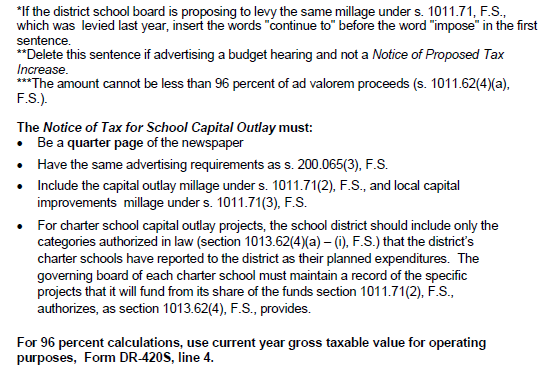 *If the district school board is proposing to levy the same millage under s. 1011.71, F.S.,
which was  levied last year, insert the words "continue to" before the word "impose" in the first
sentence.
**Delete this sentence if advertising a budget hearing and not a Notice of Proposed Tax
Increase.
***The amount cannot be less than 96 percent of ad valorem proceeds (s. 1011.62(4)(a),
F.S.).
The Notice of Tax for School Capital Outlay must:
• Be a quarter page of the newspaper
• Have the same advertising requirements as s. 200.065(3), F.S.
• Include the capital outlay millage under s. 1011.71(2), F.S., and local capital
improvements  millage under s. 1011.71(3), F.S.
• For charter school capital outlay projects, the school district should include only the
categories authorized in law (section 1013.62(4)(a) – (i), F.S.) that the district's
charter schools have reported to the district as their planned expenditures.  The
governing board of each charter school must maintain a record of the specific
projects that it will fund from its share of the funds section 1011.71(2), F.S.,
authorizes, as section 1013.62(4), F.S., provides.
For 96 percent calculations, use current year gross taxable value for operating
purposes,  Form DR-420S, line 4.